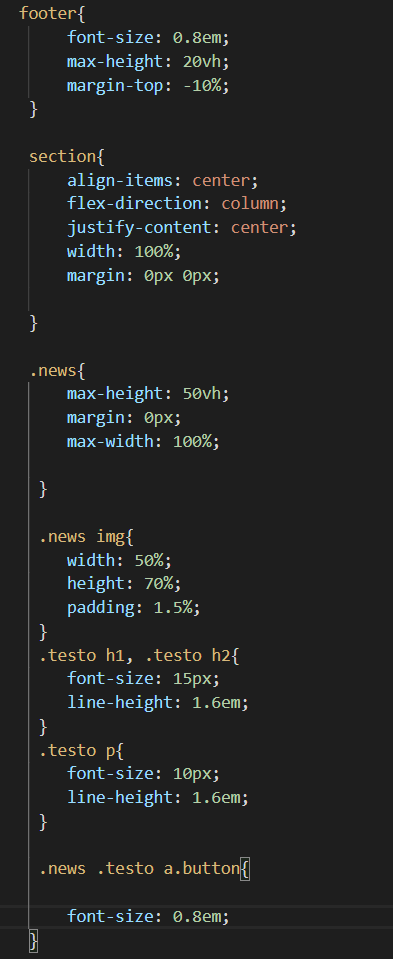 footer{
font-size: 0.8em;
max-height: 20vh;
margin-top: -10%;
}
section{
align-items: center;
flex-direction: column;
justify-content: center;
width: 100%;
margin: 0px 0px;
}
.news{
max-height: 50vh;
margin: 0px;
max-width: 100%;
}
.news img{
width: 50%;
height: 70%;
padding: 1.5%;
}
.testo h1, .testo h2{
font-size: 15px;
line-height: 1.6em;
}
.testo p{
font-size: 10px;
line-height: 1.6em;
}
.news .testo a.button{
font-size: 0.8em;
}